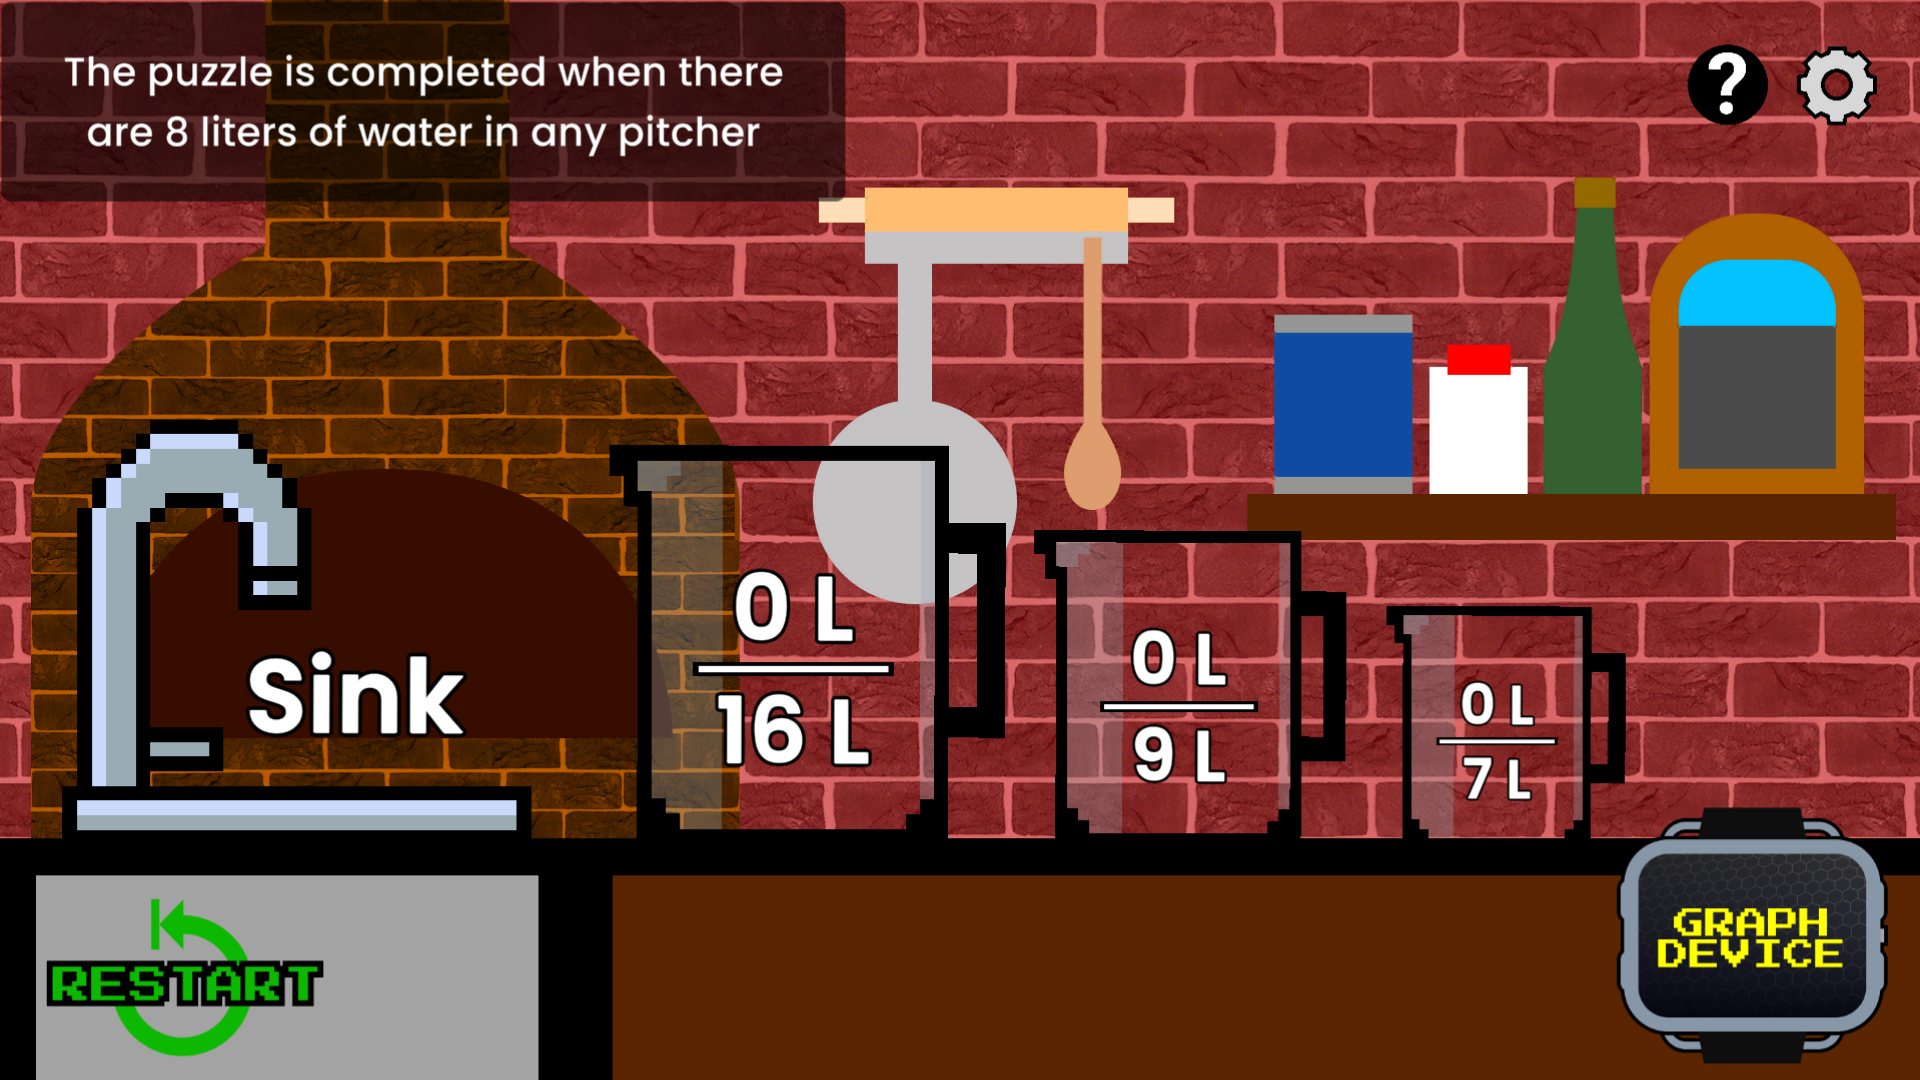 The puzzle is completed when there
are 8 liters of water in any pitcher
?
Sink
0 L
16 L
0 L
9 L
0 L
7 L
RESTART
GRAPH
DEVICE